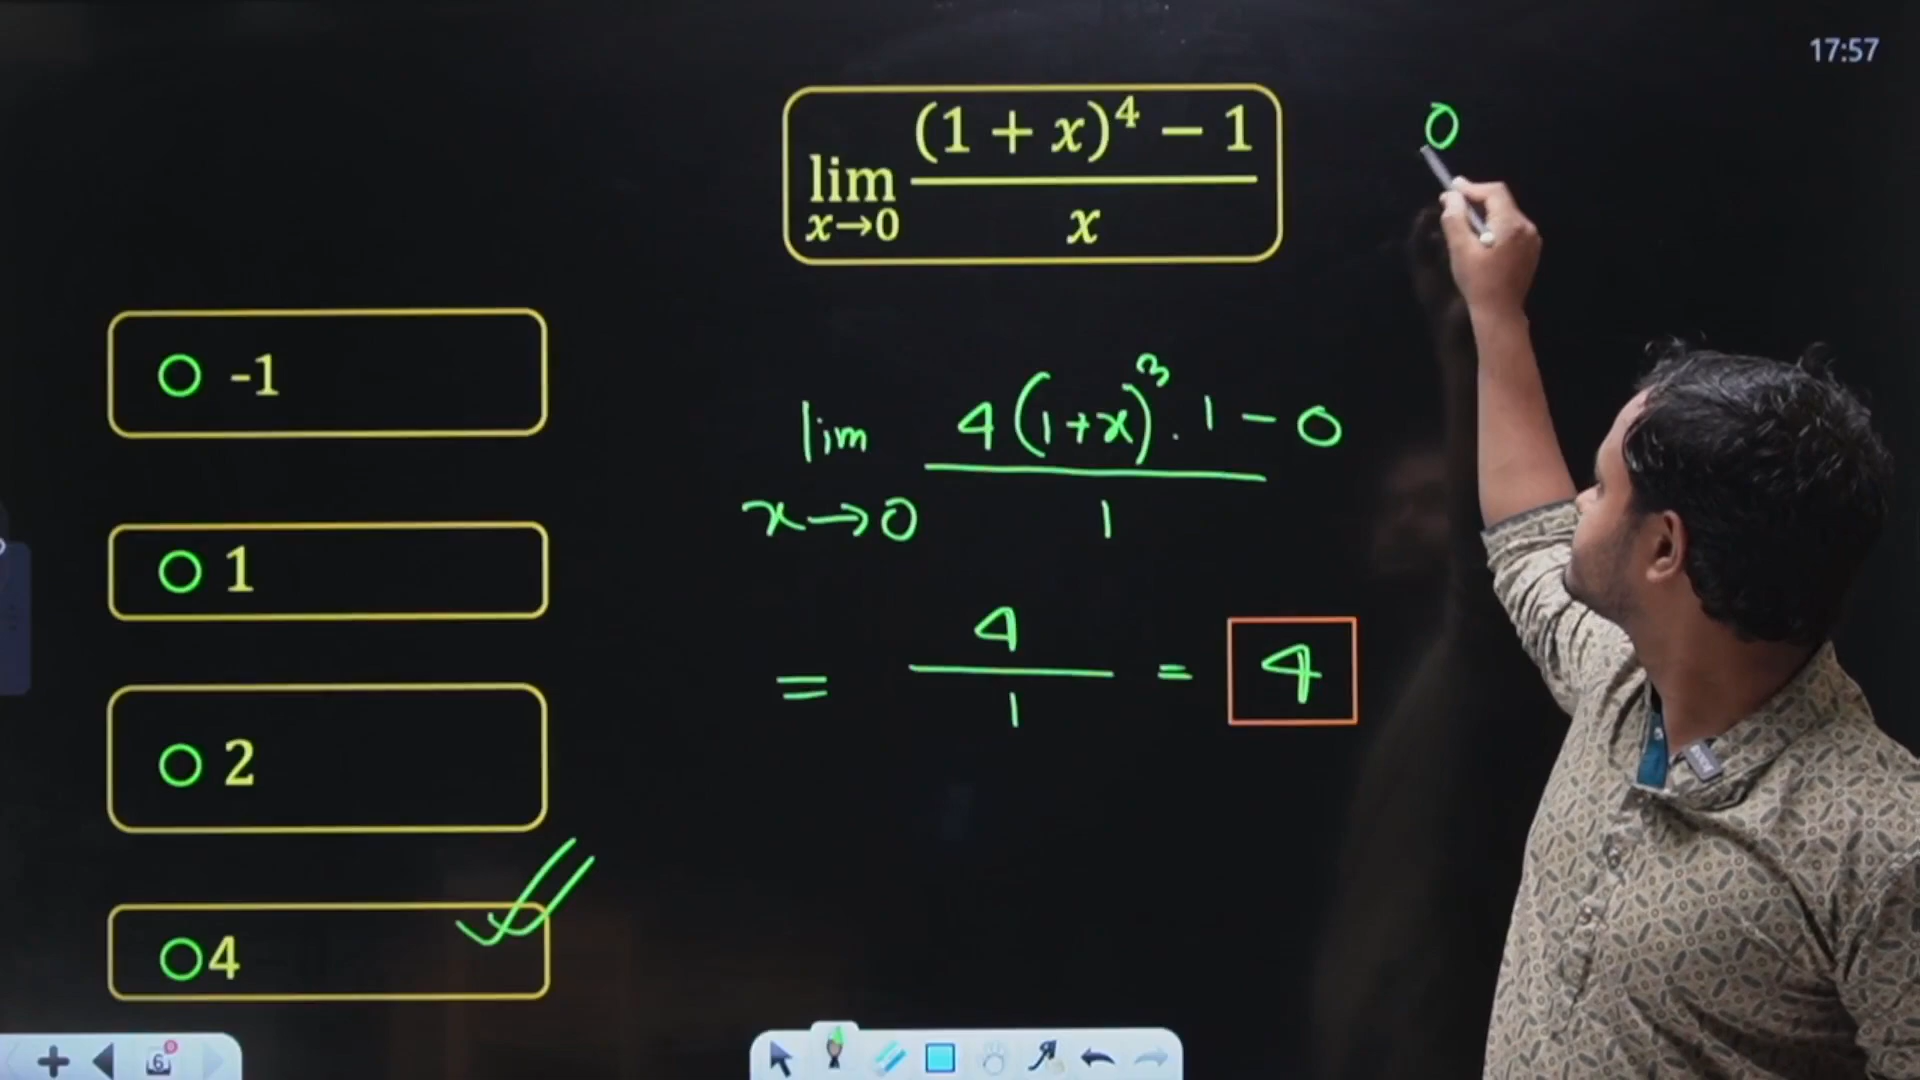 17:57
lim x→0 ((1 + x)⁴ − 1)/x
0
-1
1
2
4
lim x→0 (4(1+x)³ . 1 − 0)/1
= 4/1 = 4
6